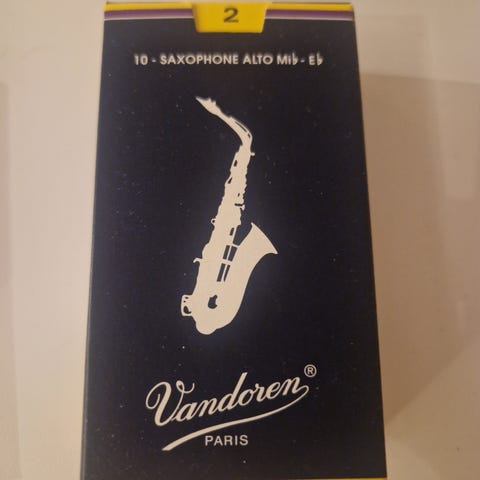 2
10 - SAXOPHONE ALTO Mi♭ - E♭
Vandoren®
PARIS